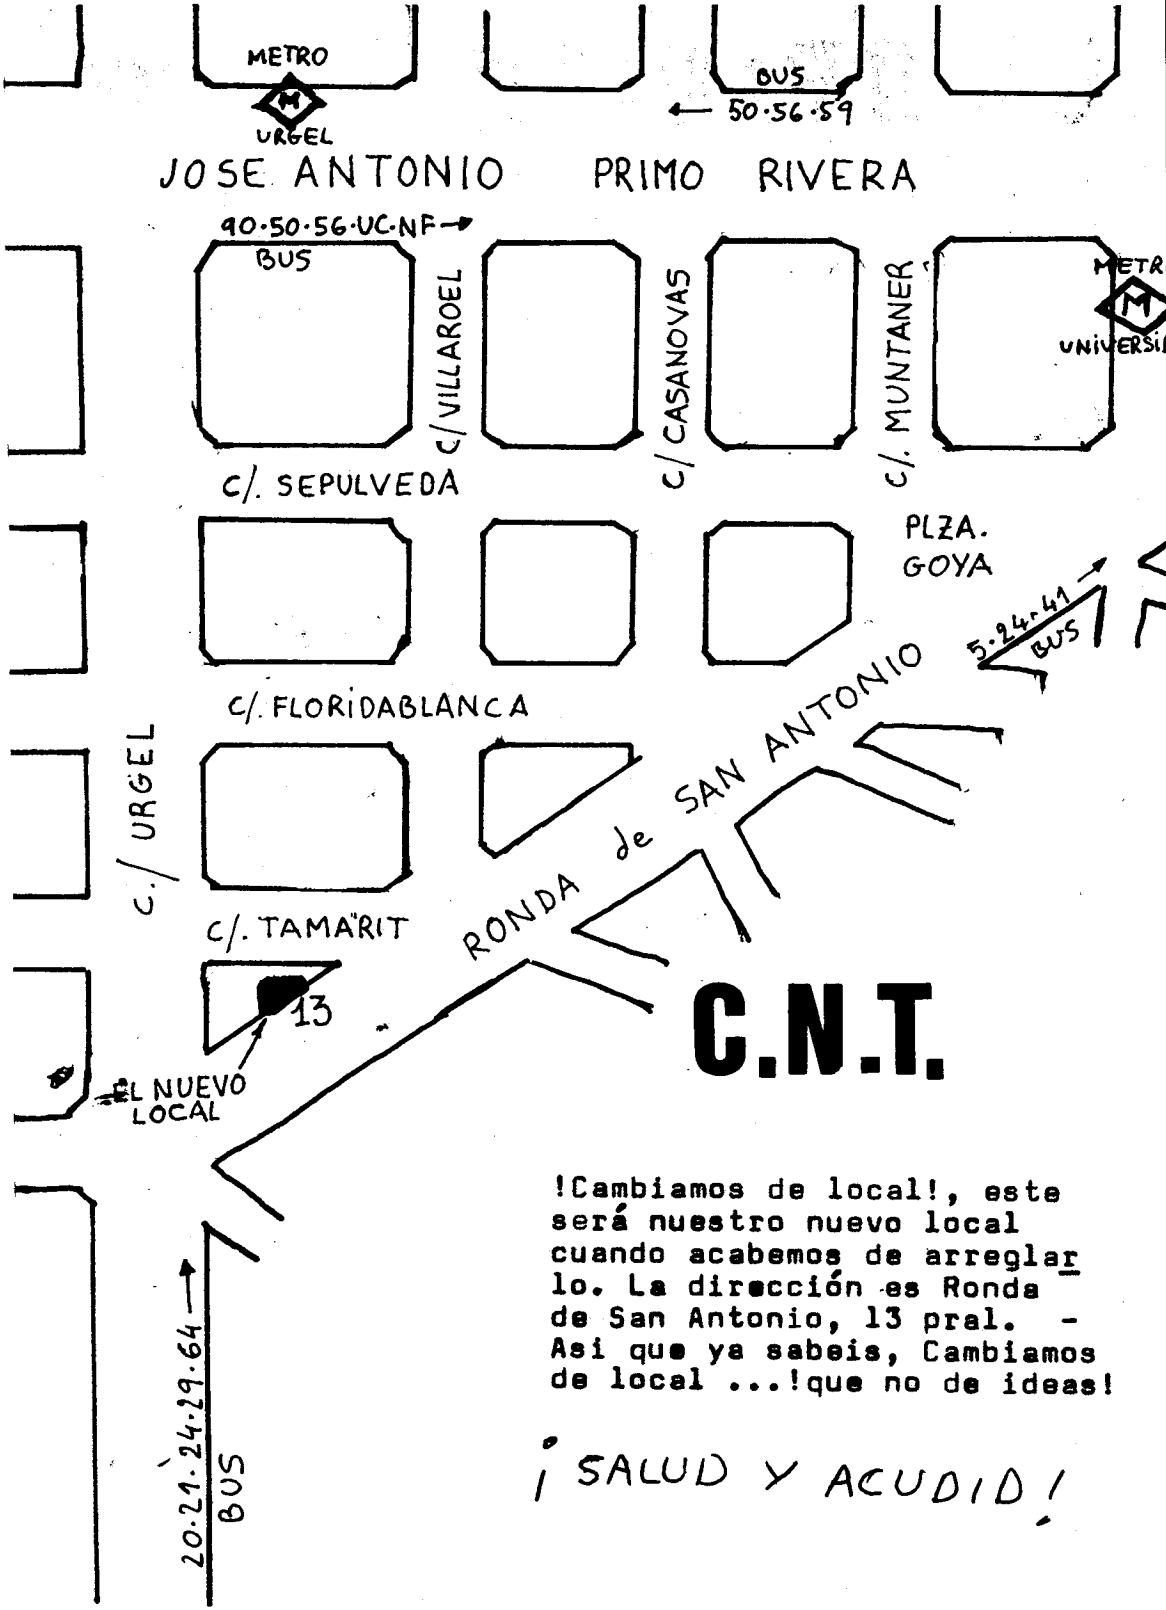 METRO
M
URGEL
BUS
← 50·56·59
JOSE ANTONIO PRIMO RIVERA
90·50·56·UC·NF→
BUS
C/VILLAROEL
C/CASANOVAS
C/. MUNTANER
METR
M
UNiVERSi
C/. SEPULVEDA
PLZA.
GOYA
5·24·41 →
BUS
C/. FLORiDABLANCA
C./ URGEL
RONDA de SAN ANTONIO
C/. TAMARIT
13
EL NUEVO
LOCAL
C.N.T.
!Cambiamos de local!, este
será nuestro nuevo local
cuando acabemos de arreglar
lo. La dirección es Ronda
de San Antonio, 13 pral. -
Asi que ya sabeis, Cambiamos
de local ...!que no de ideas!
¡SALUD Y ACUDID!
20·21·24·29·64 →
BUS